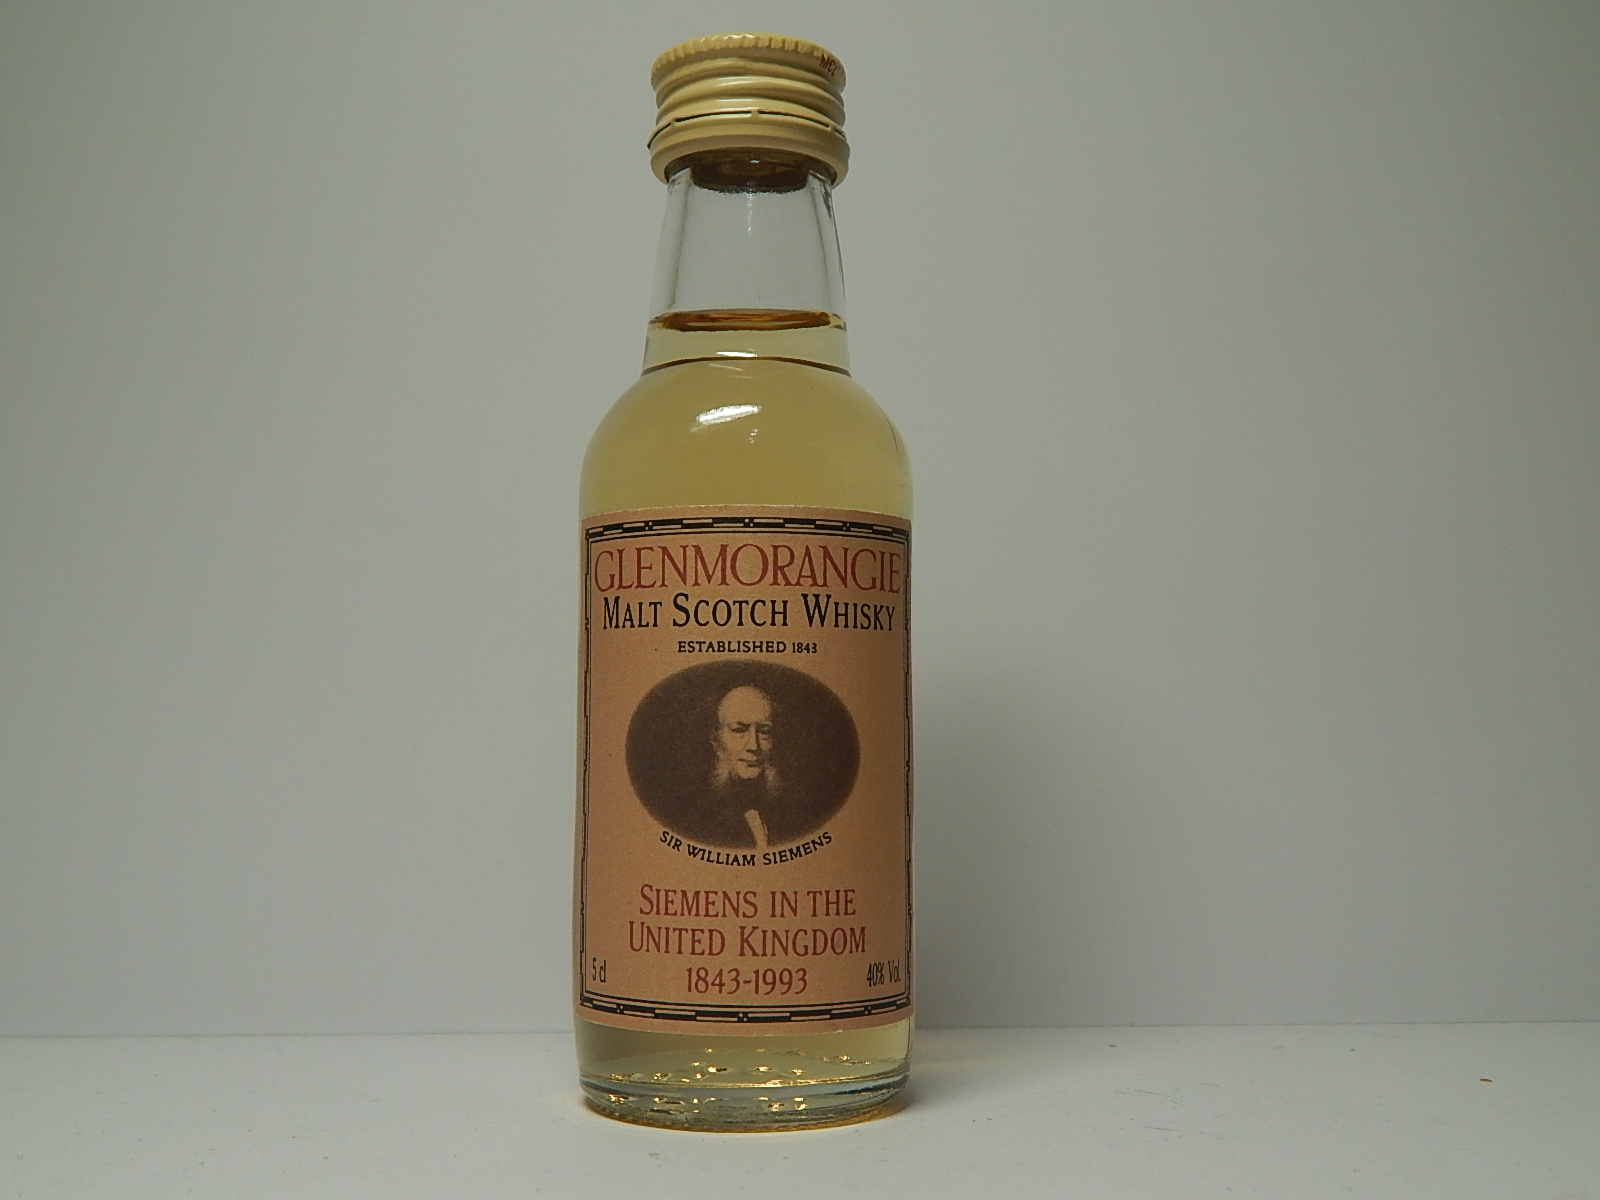 MCL
GLENMORANGIE
MALT SCOTCH WHISKY
ESTABLISHED 1843
SIR WILLIAM SIEMENS
SIEMENS IN THE
UNITED KINGDOM
1843-1993
5 cl
40% Vol.